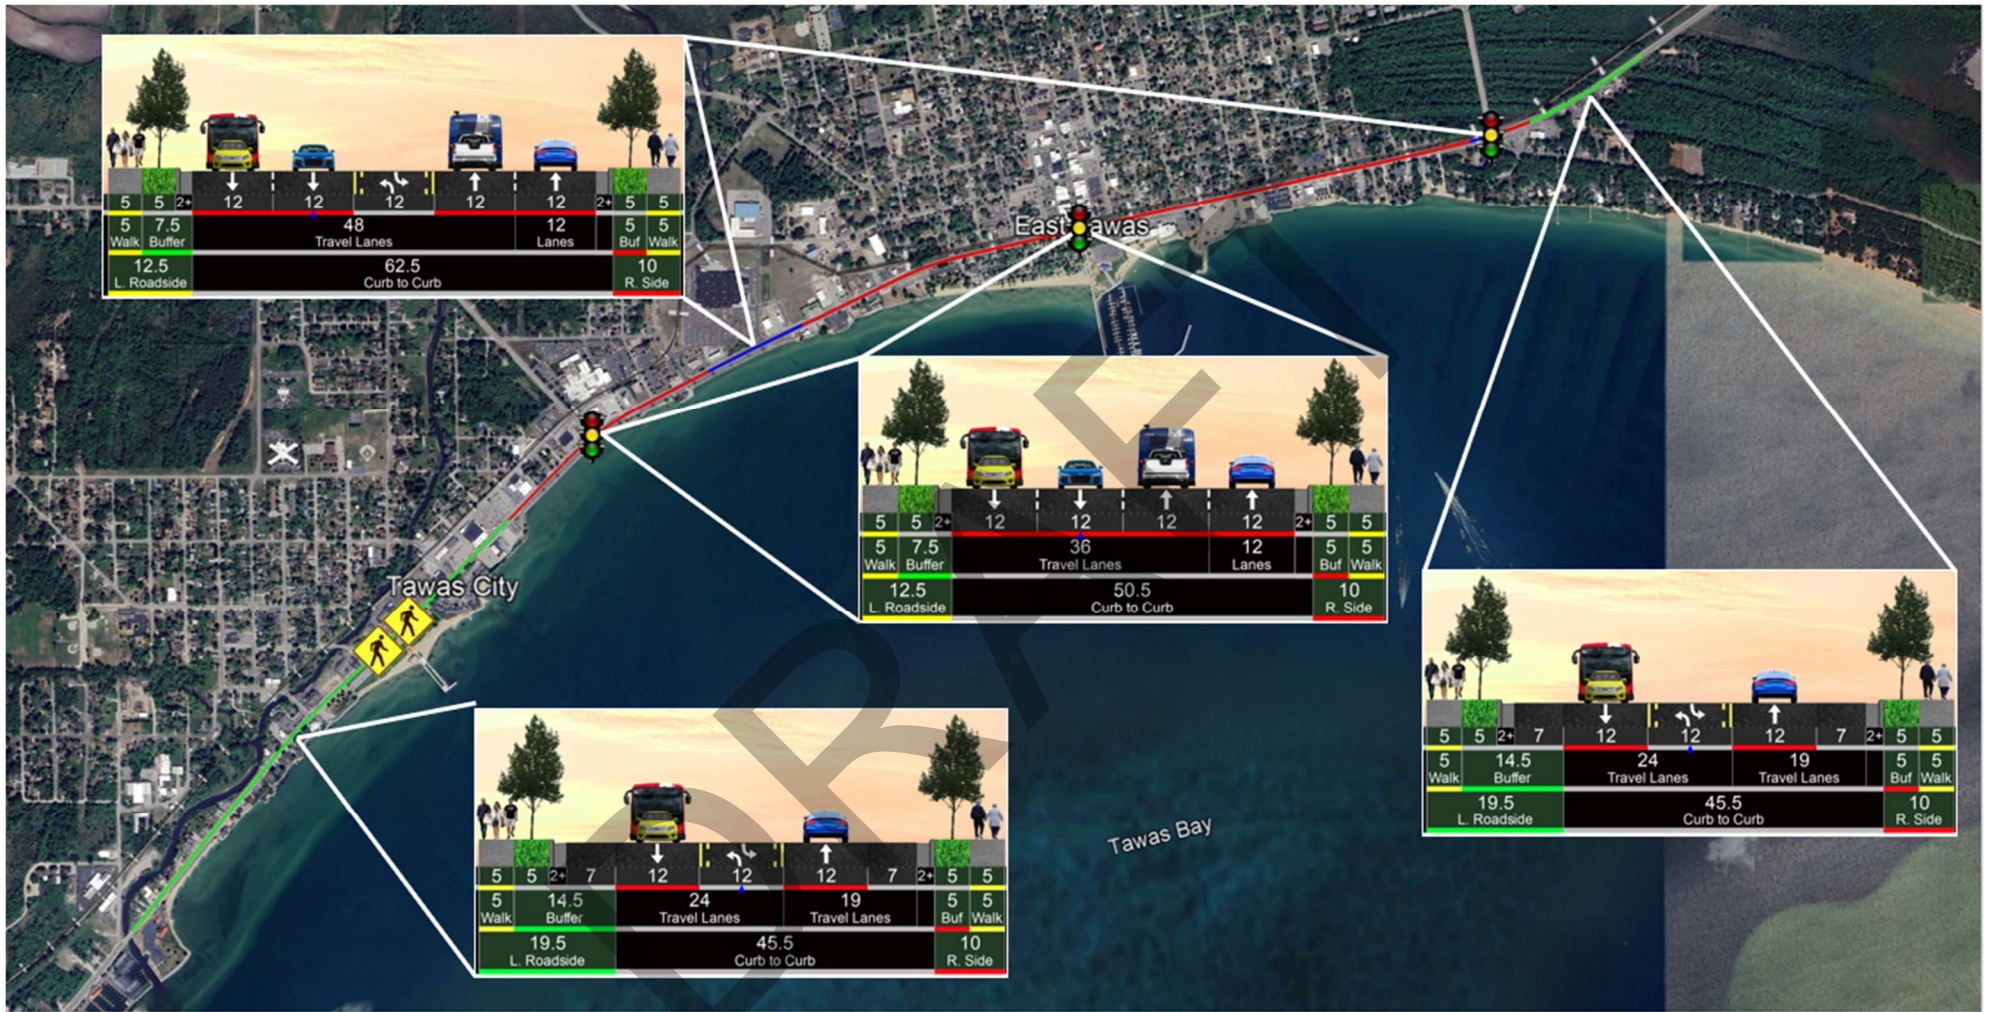 5 5 2+ 12 12 12 12 12 2+ 5 5
5 7.5 48 12 5 5
Walk Buffer Travel Lanes Lanes Buf Walk
12.5 62.5 10
L. Roadside Curb to Curb R. Side
East Tawas
5 5 2+ 12 12 12 12 2+ 5 5
5 7.5 36 12 5 5
Walk Buffer Travel Lanes Lanes Buf Walk
12.5 50.5 10
L. Roadside Curb to Curb R. Side
Tawas City
5 5 2+ 7 12 12 12 7 2+ 5 5
5 14.5 24 19 5 5
Walk Buffer Travel Lanes Travel Lanes Buf Walk
19.5 45.5 10
L. Roadside Curb to Curb R. Side
5 5 2+ 7 12 12 12 7 2+ 5 5
5 14.5 24 19 5 5
Walk Buffer Travel Lanes Travel Lanes Buf Walk
19.5 45.5 10
L. Roadside Curb to Curb R. Side
Tawas Bay
DRAFT